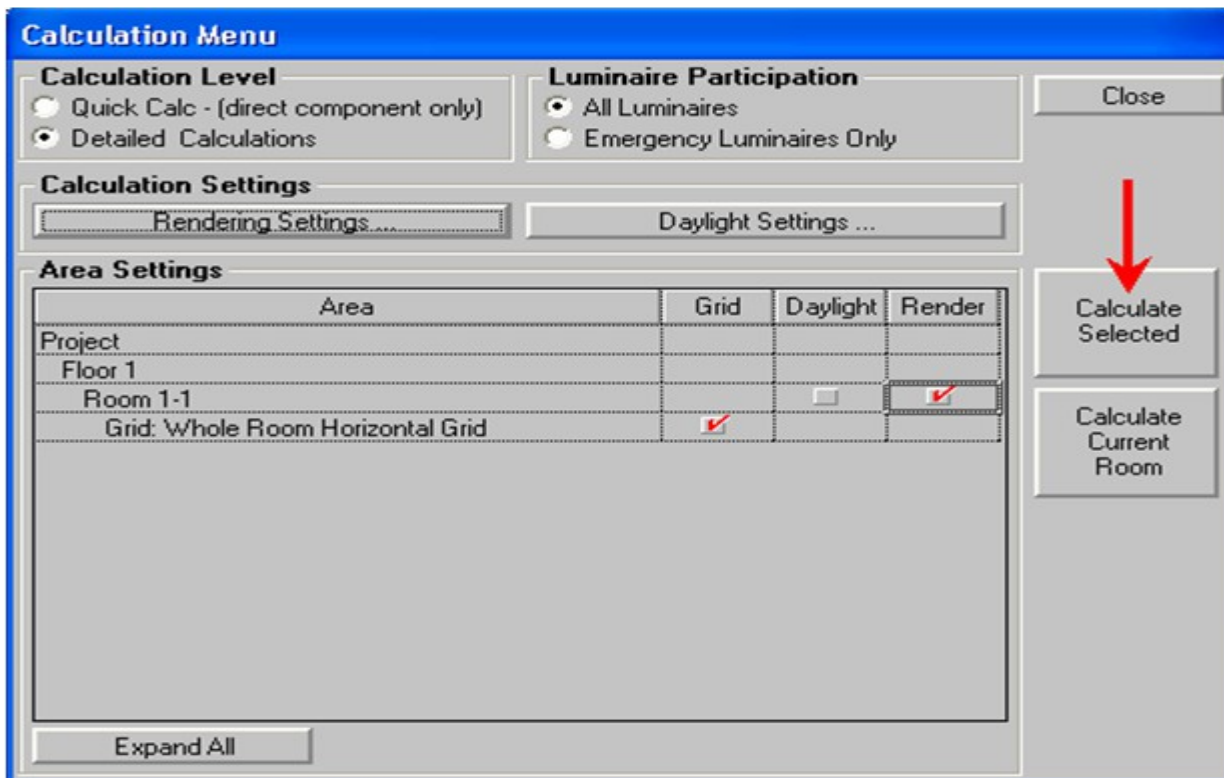 Calculation Menu
Calculation Level
Quick Calc - (direct component only)
Detailed Calculations
Luminaire Participation
All Luminaires
Emergency Luminaires Only
Close
Calculation Settings
Rendering Settings ...
Daylight Settings ...
Area Settings
Area Grid Daylight Render
Project
Floor 1
Room 1-1
Grid: Whole Room Horizontal Grid
Calculate
Selected
Calculate
Current
Room
Expand All